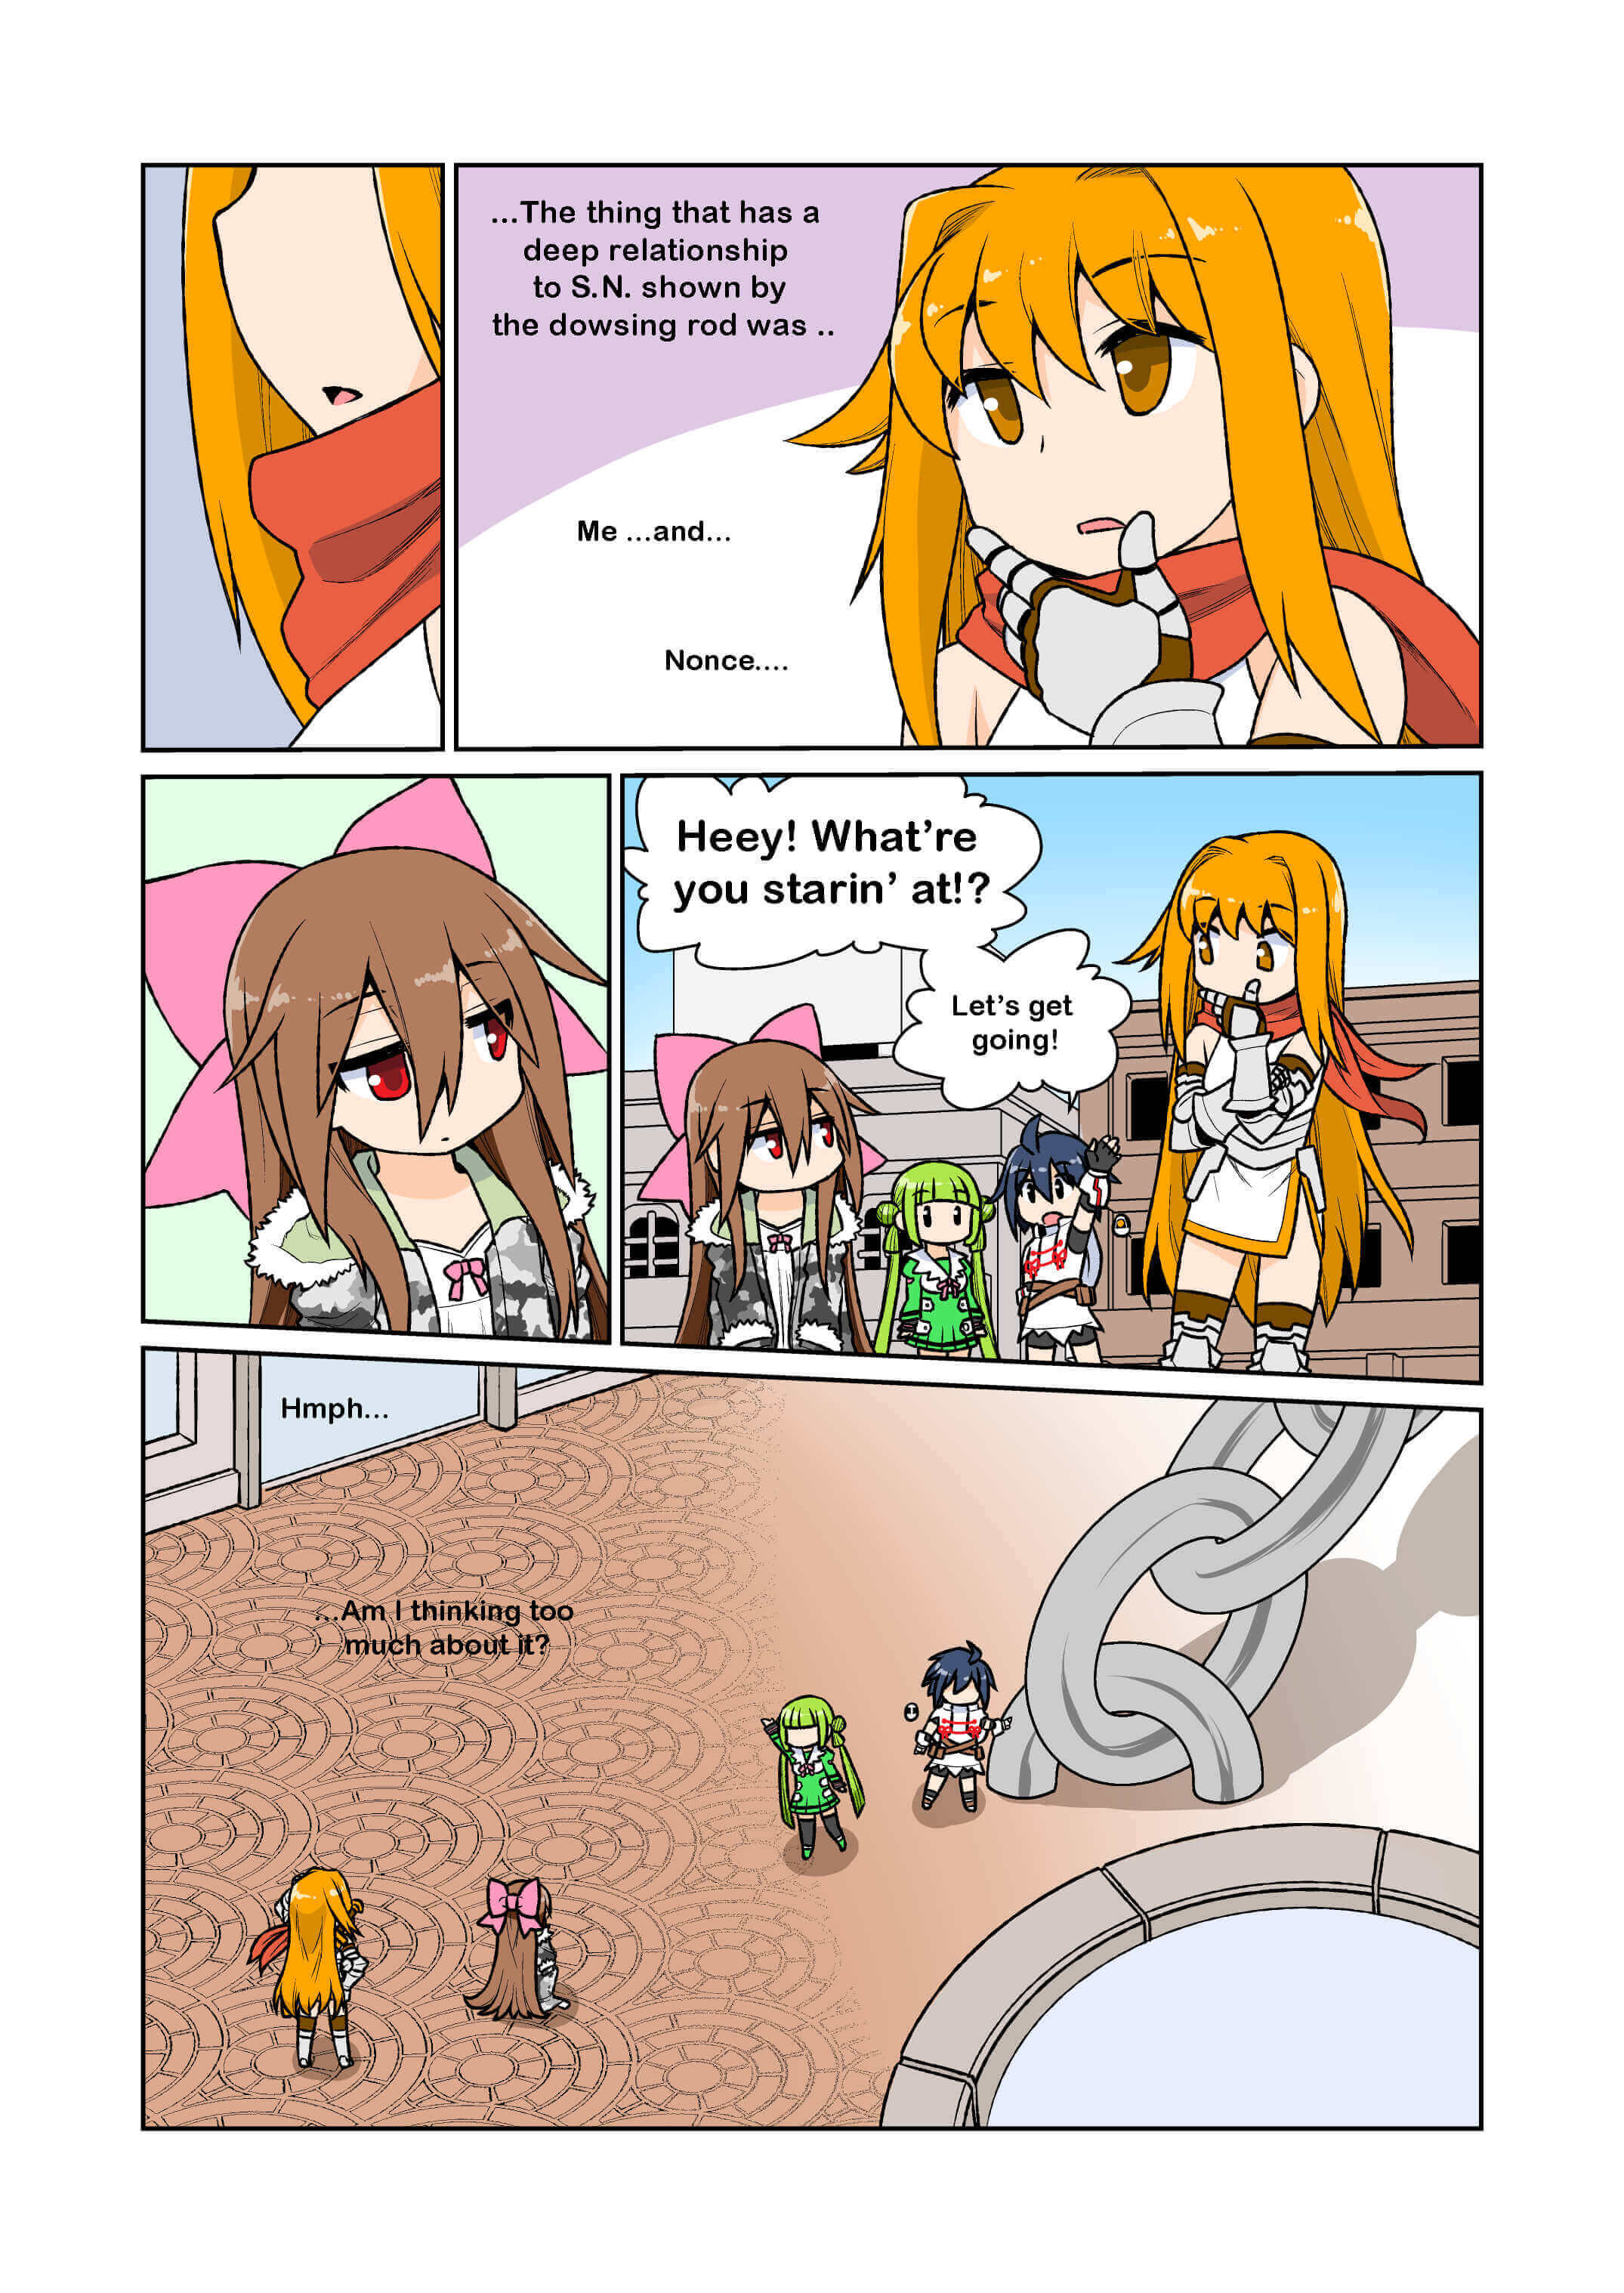 ...The thing that has a
deep relationship
to S.N. shown by
the dowsing rod was ..
Me ...and...
Nonce....
Heey! What're
you starin' at!?
Let's get
going!
Hmph...
...Am I thinking too
much about it?